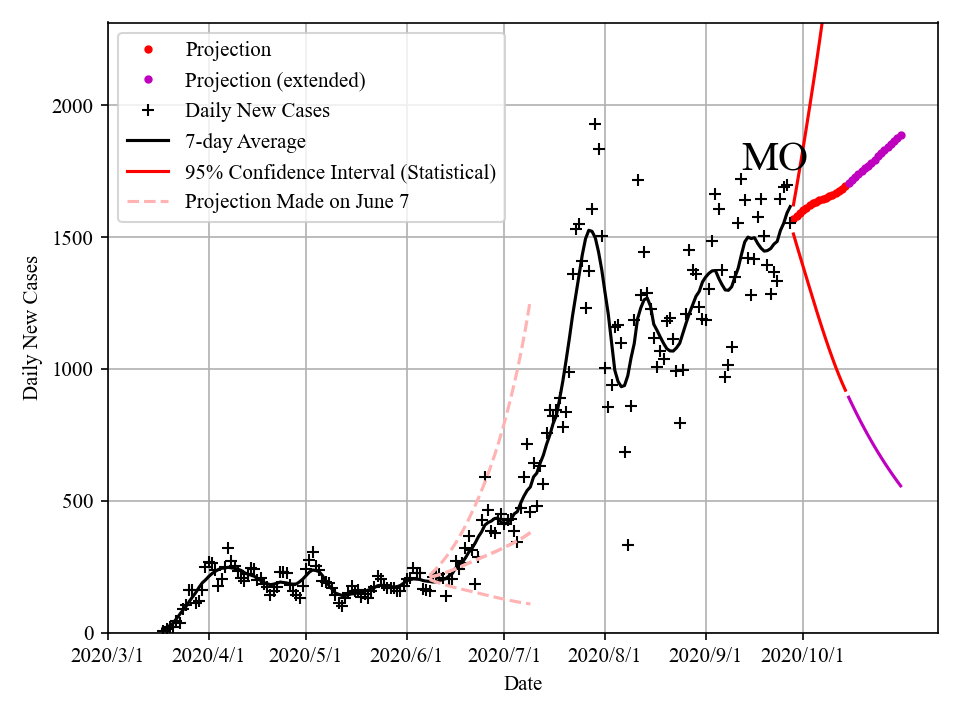 Projection
Projection (extended)
Daily New Cases
7-day Average
95% Confidence Interval (Statistical)
Projection Made on June 7
MO
2000
1500
1000
500
0
Daily New Cases
2020/3/1 2020/4/1 2020/5/1 2020/6/1 2020/7/1 2020/8/1 2020/9/1 2020/10/1
Date